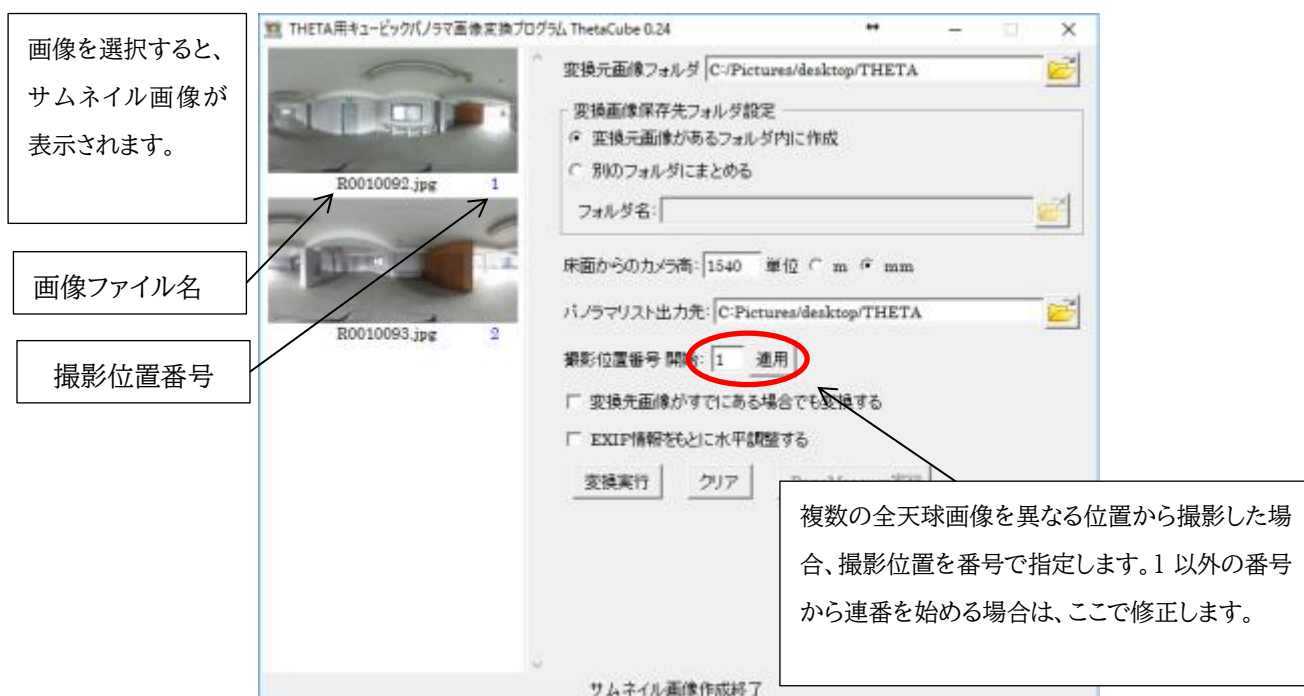 画像を選択すると、
サムネイル画像が
表示されます。
画像ファイル名
撮影位置番号
THETA用キュービックパノラマ画像変換プログラム ThetaCube 0.24
R0010092.jpg 1
R0010093.jpg 2
変換元画像フォルダ C:/Pictures/desktop/THETA
変換画像保存先フォルダ設定
変換元画像があるフォルダ内に作成
別のフォルダにまとめる
フォルダ名:
床面からのカメラ高: 1540 単位 m mm
パノラマリスト出力先: C:Pictures/desktop/THETA
撮影位置番号 開始: 1 適用
変換先画像がすでにある場合でも変換する
EXIF情報をもとに水平調整する
変換実行 クリア
複数の全天球画像を異なる位置から撮影した場
合、撮影位置を番号で指定します。1 以外の番号
から連番を始める場合は、ここで修正します。
サムネイル画像作成終了